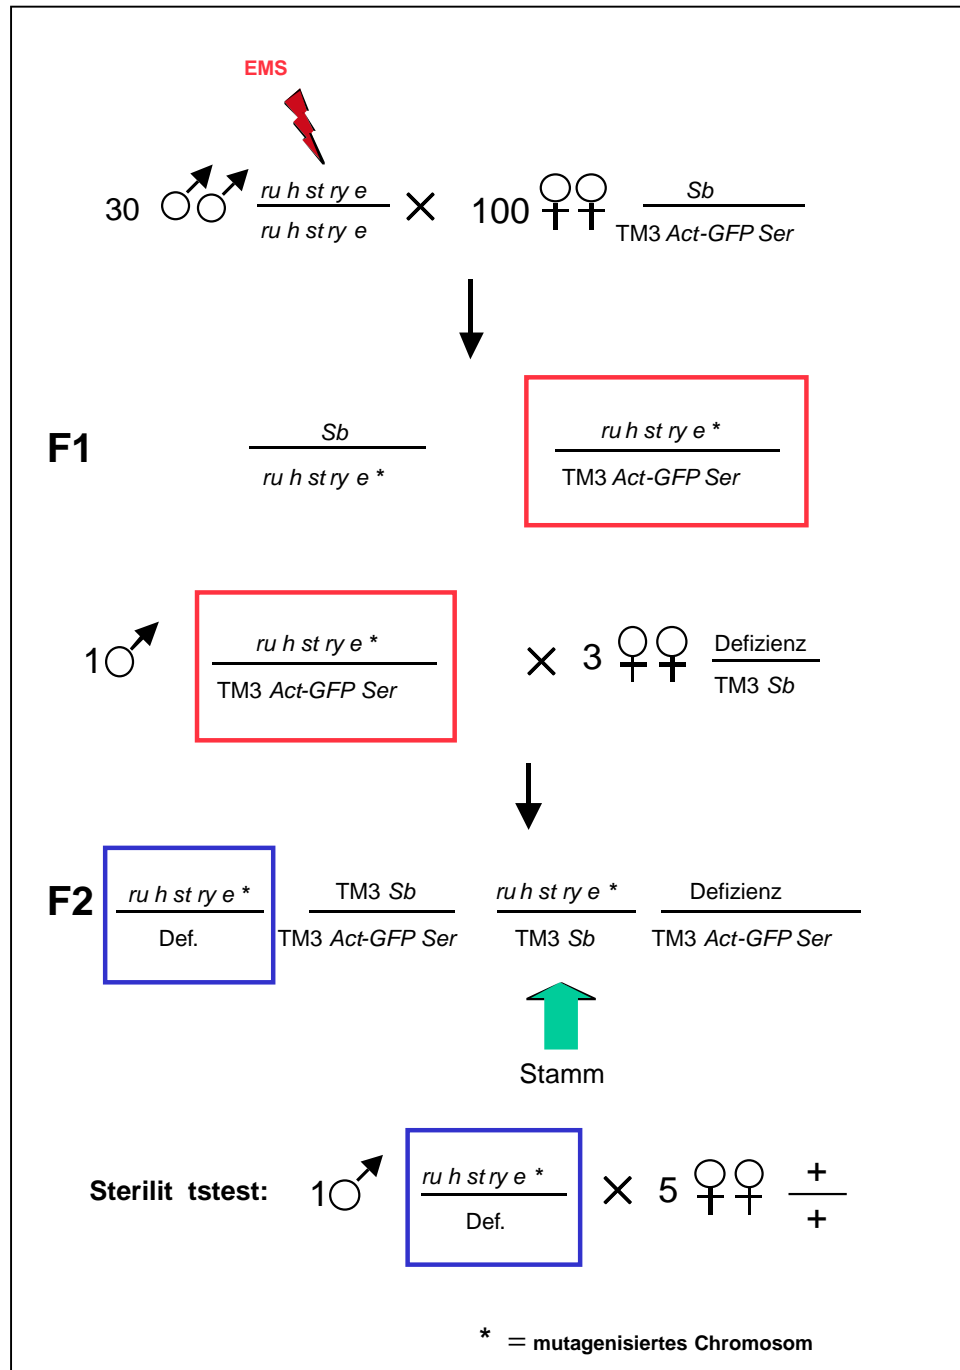 EMS
30 ru h st ry e × 100 Sb
ru h st ry e TM3 Act-GFP Ser
F1
Sb ru h st ry e *
ru h st ry e * TM3 Act-GFP Ser
1 ru h st ry e * × 3 Defizienz
TM3 Act-GFP Ser TM3 Sb
F2
ru h st ry e * TM3 Sb ru h st ry e * Defizienz
Def. TM3 Act-GFP Ser TM3 Sb TM3 Act-GFP Ser
Stamm
Sterilit tstest: 1 ru h st ry e * × 5 +
Def. +
* = mutagenisiertes Chromosom